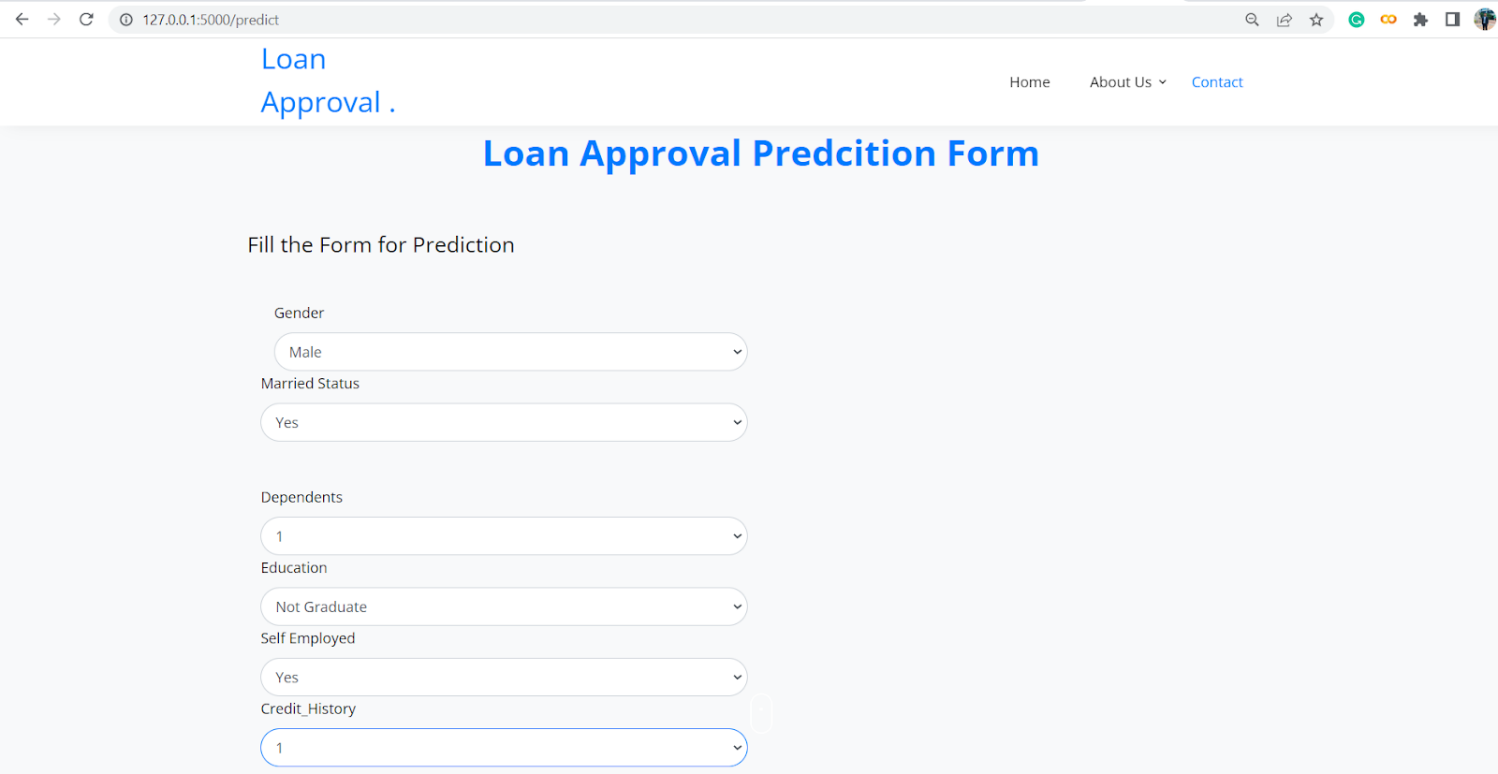 127.0.0.1:5000/predict
Loan
Approval .
Home About Us Contact
Loan Approval Predcition Form
Fill the Form for Prediction
Gender
Male
Married Status
Yes
Dependents
1
Education
Not Graduate
Self Employed
Yes
Credit_History
1